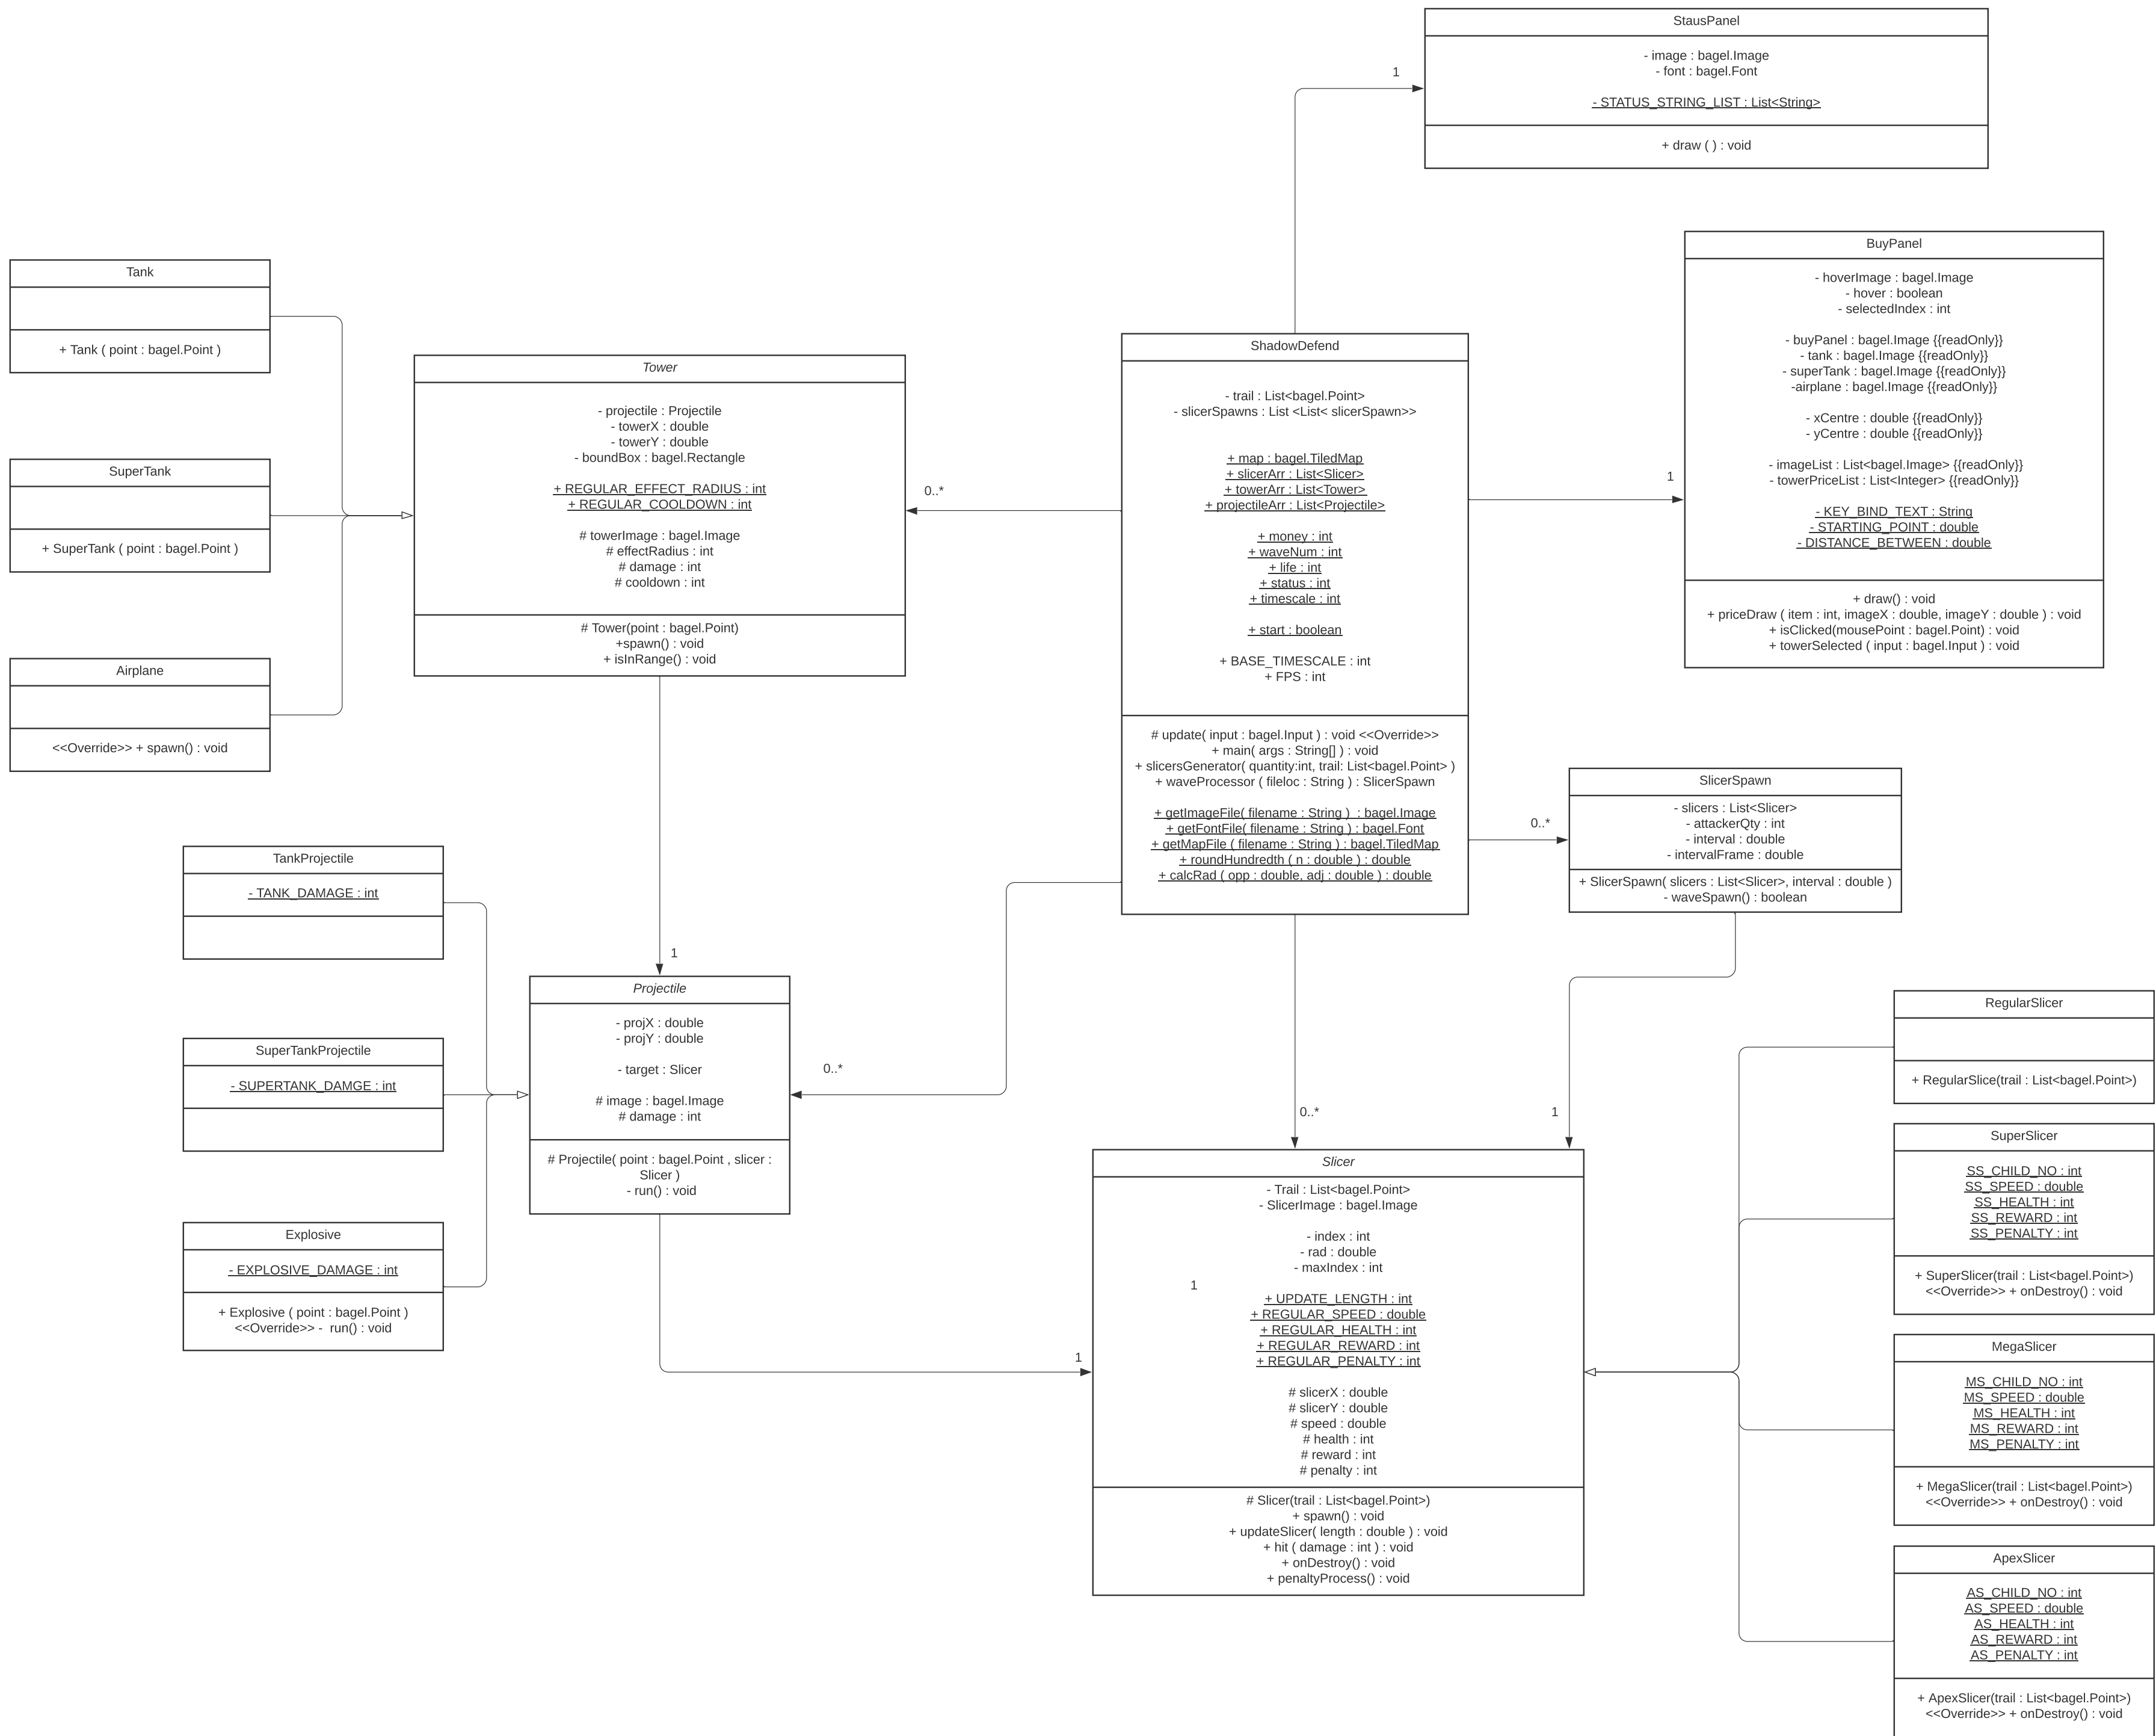 StausPanel
- image : bagel.Image
- font : bagel.Font
- STATUS_STRING_LIST : List<String>
+ draw ( ) : void
1
BuyPanel
- hoverImage : bagel.Image
- hover : boolean
- selectedIndex : int
- buyPanel : bagel.Image {{readOnly}}
- tank : bagel.Image {{readOnly}}
- superTank : bagel.Image {{readOnly}}
-airplane : bagel.Image {{readOnly}}
- xCentre : double {{readOnly}}
- yCentre : double {{readOnly}}
- imageList : List<bagel.Image> {{readOnly}}
- towerPriceList : List<Integer> {{readOnly}}
- KEY_BIND_TEXT : String
- STARTING_POINT : double
- DISTANCE_BETWEEN : double
+ draw() : void
+ priceDraw ( item : int, imageX : double, imageY : double ) : void
+ isClicked(mousePoint : bagel.Point) : void
+ towerSelected ( input : bagel.Input ) : void
1
Tank
+ Tank ( point : bagel.Point )
SuperTank
+ SuperTank ( point : bagel.Point )
Airplane
<<Override>> + spawn() : void
Tower
- projectile : Projectile
- towerX : double
- towerY : double
- boundBox : bagel.Rectangle
+ REGULAR_EFFECT_RADIUS : int
+ REGULAR_COOLDOWN : int
# towerImage : bagel.Image
# effectRadius : int
# damage : int
# cooldown : int
# Tower(point : bagel.Point)
+spawn() : void
+ isInRange() : void
0..*
ShadowDefend
- trail : List<bagel.Point>
- slicerSpawns : List <List< slicerSpawn>>
+ map : bagel.TiledMap
+ slicerArr : List<Slicer>
+ towerArr : List<Tower>
+ projectileArr : List<Projectile>
+ money : int
+ waveNum : int
+ life : int
+ status : int
+ timescale : int
+ start : boolean
+ BASE_TIMESCALE : int
+ FPS : int
# update( input : bagel.Input ) : void <<Override>>
+ main( args : String[] ) : void
+ slicersGenerator( quantity:int, trail: List<bagel.Point> )
+ waveProcessor ( fileloc : String ) : SlicerSpawn
+ getImageFile( filename : String )  : bagel.Image
+ getFontFile( filename : String ) : bagel.Font
+ getMapFile ( filename : String ) : bagel.TiledMap
+ roundHundredth ( n : double ) : double
+ calcRad ( opp : double, adj : double ) : double
0..*
SlicerSpawn
- slicers : List<Slicer>
- attackerQty : int
- interval : double
- intervalFrame : double
+ SlicerSpawn( slicers : List<Slicer>, interval : double )
- waveSpawn() : boolean
TankProjectile
- TANK_DAMAGE : int
SuperTankProjectile
- SUPERTANK_DAMGE : int
Explosive
- EXPLOSIVE_DAMAGE : int
+ Explosive ( point : bagel.Point )
<<Override>> -  run() : void
1
Projectile
- projX : double
- projY : double
- target : Slicer
# image : bagel.Image
# damage : int
# Projectile( point : bagel.Point , slicer :
Slicer )
- run() : void
0..*
0..*
1
1
1
Slicer
- Trail : List<bagel.Point>
- SlicerImage : bagel.Image
- index : int
- rad : double
- maxIndex : int
+ UPDATE_LENGTH : int
+ REGULAR_SPEED : double
+ REGULAR_HEALTH : int
+ REGULAR_REWARD : int
+ REGULAR_PENALTY : int
# slicerX : double
# slicerY : double
# speed : double
# health : int
# reward : int
# penalty : int
# Slicer(trail : List<bagel.Point>)
+ spawn() : void
+ updateSlicer( length : double ) : void
+ hit ( damage : int ) : void
+ onDestroy() : void
+ penaltyProcess() : void
RegularSlicer
+ RegularSlice(trail : List<bagel.Point>)
SuperSlicer
SS_CHILD_NO : int
SS_SPEED : double
SS_HEALTH : int
SS_REWARD : int
SS_PENALTY : int
+ SuperSlicer(trail : List<bagel.Point>)
<<Override>> + onDestroy() : void
MegaSlicer
MS_CHILD_NO : int
MS_SPEED : double
MS_HEALTH : int
MS_REWARD : int
MS_PENALTY : int
+ MegaSlicer(trail : List<bagel.Point>)
<<Override>> + onDestroy() : void
ApexSlicer
AS_CHILD_NO : int
AS_SPEED : double
AS_HEALTH : int
AS_REWARD : int
AS_PENALTY : int
+ ApexSlicer(trail : List<bagel.Point>)
<<Override>> + onDestroy() : void